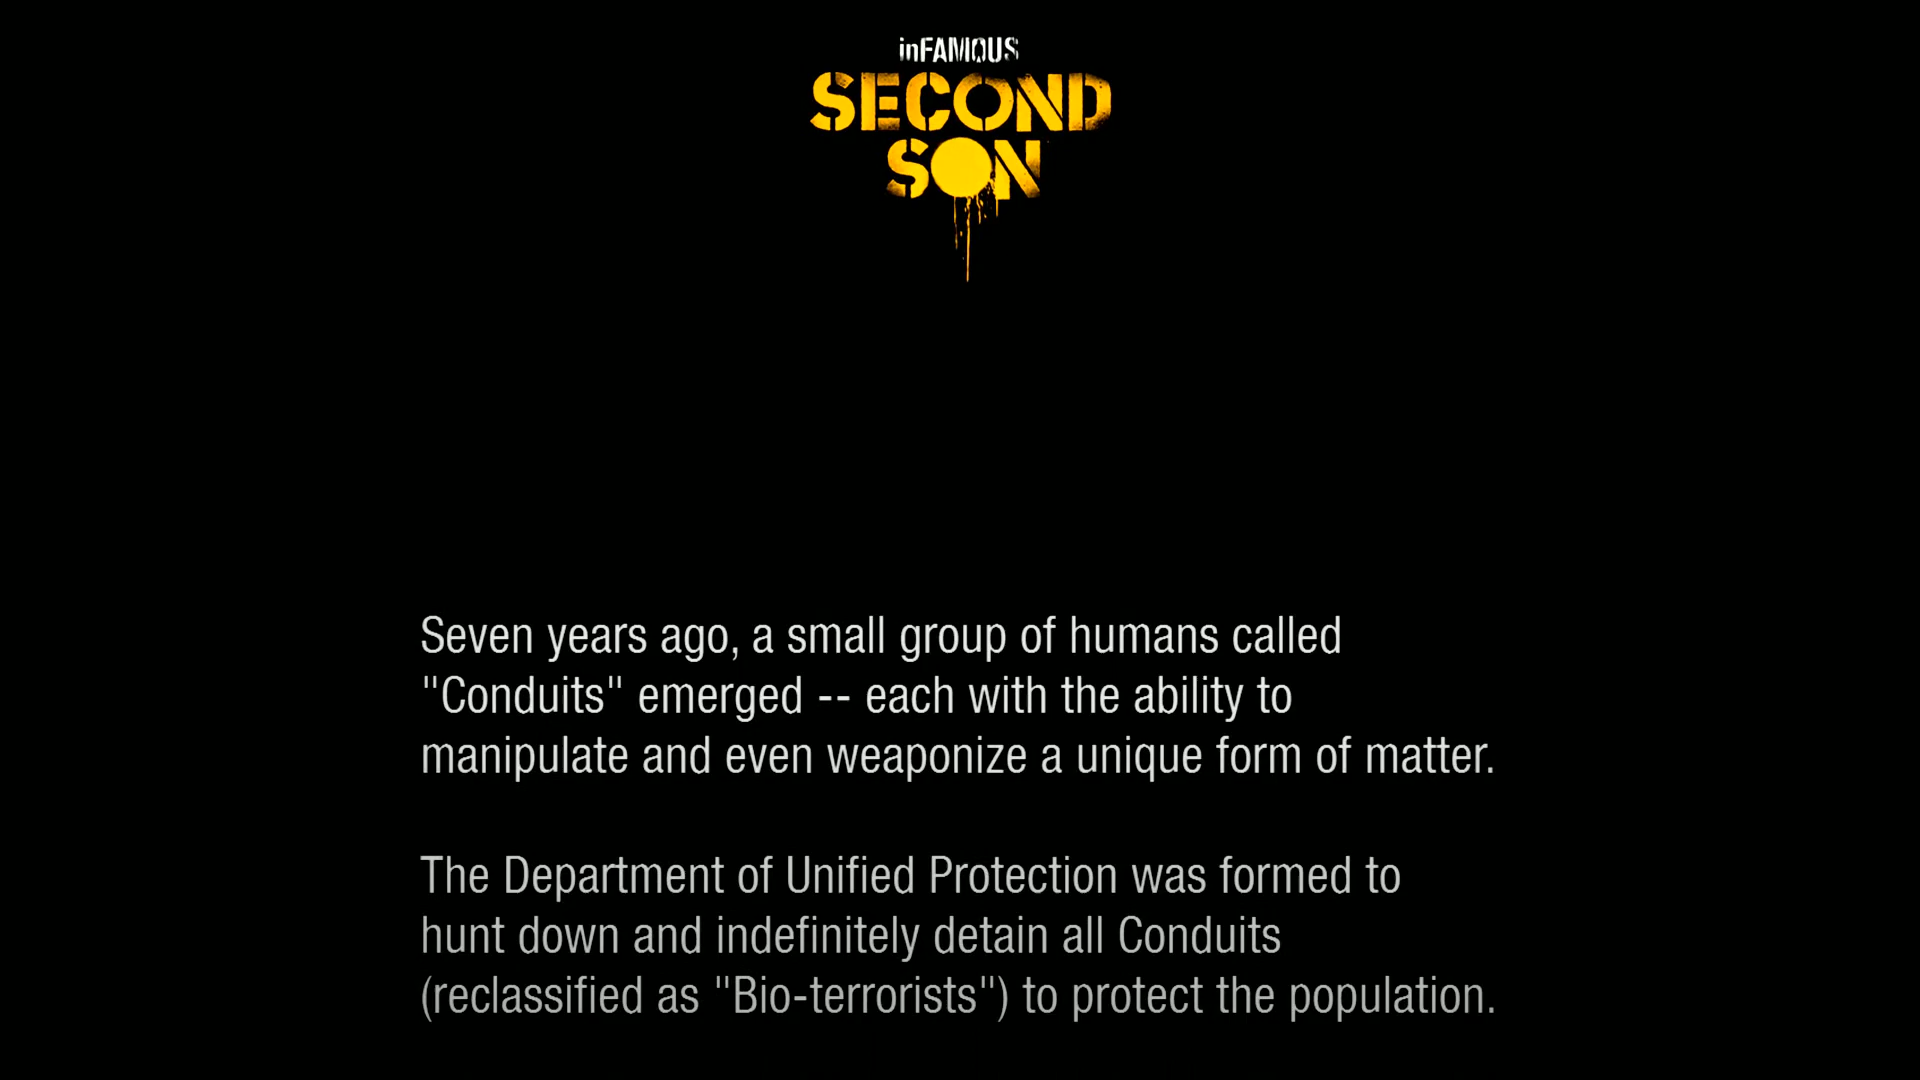 inFAMOUS
SECOND
SON
Seven years ago, a small group of humans called
"Conduits" emerged -- each with the ability to
manipulate and even weaponize a unique form of matter.
The Department of Unified Protection was formed to
hunt down and indefinitely detain all Conduits
(reclassified as "Bio-terrorists") to protect the population.